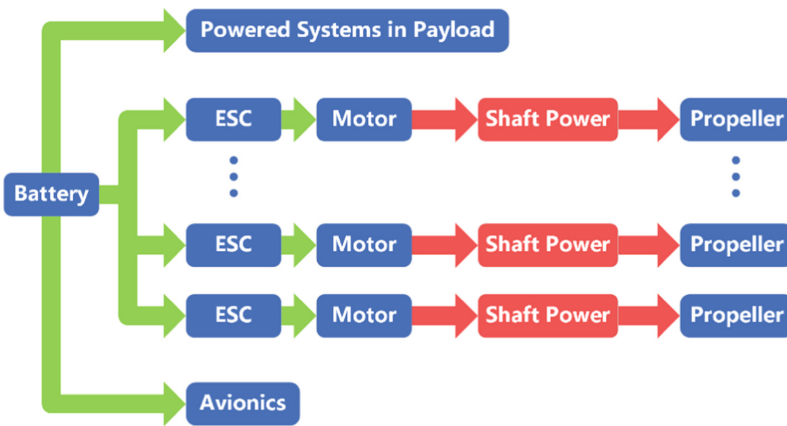 Powered Systems in Payload
ESC Motor Shaft Power Propeller
Battery
ESC Motor Shaft Power Propeller
ESC Motor Shaft Power Propeller
Avionics